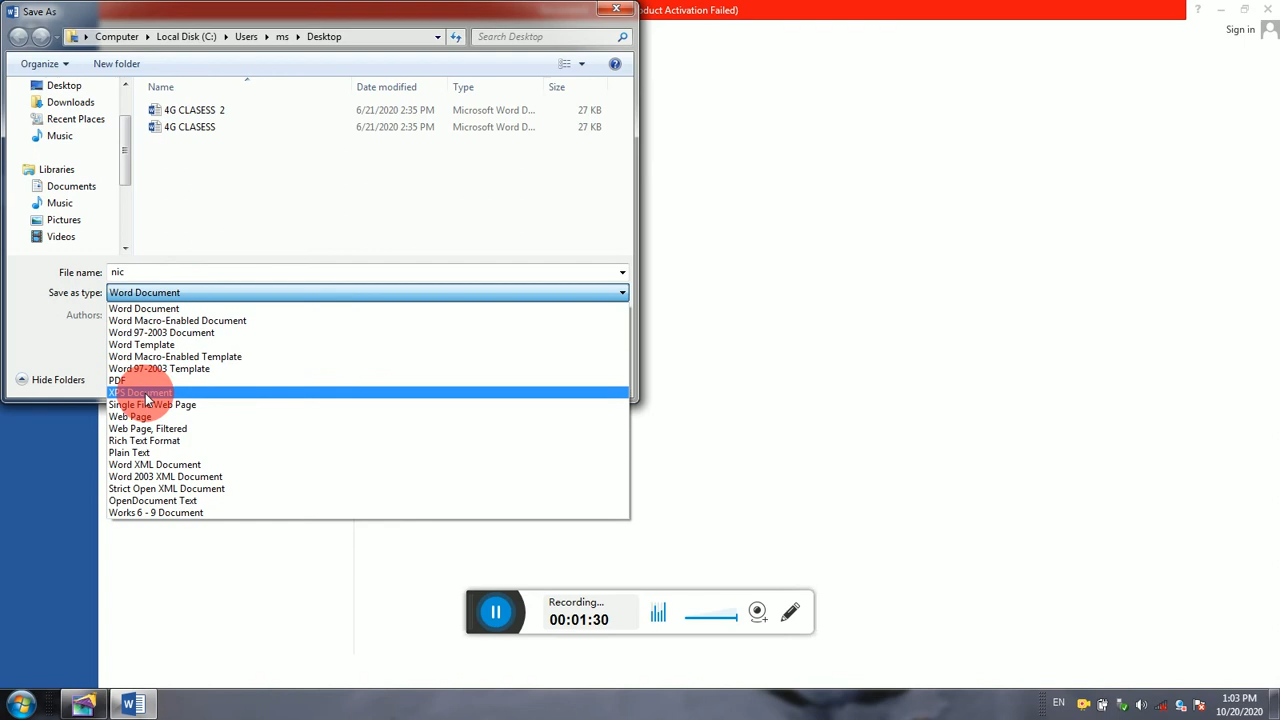 Save As
oduct Activation Failed)
Sign in
Computer Local Disk (C:) Users ms Desktop
Search Desktop
Organize New folder
Name Date modified Type Size
Desktop
Downloads
Recent Places
Music
Libraries
Documents
Music
Pictures
Videos
4G CLASESS 2 6/21/2020 2:35 PM Microsoft Word D... 27 KB
4G CLASESS 6/21/2020 2:35 PM Microsoft Word D... 27 KB
File name: nic
Save as type: Word Document
Authors:
Hide Folders
Word Document
Word Macro-Enabled Document
Word 97-2003 Document
Word Template
Word Macro-Enabled Template
Word 97-2003 Template
PDF
XPS Document
Single File Web Page
Web Page
Web Page, Filtered
Rich Text Format
Plain Text
Word XML Document
Word 2003 XML Document
Strict Open XML Document
OpenDocument Text
Works 6 - 9 Document
Recording...
00:01:30
EN
1:03 PM
10/20/2020